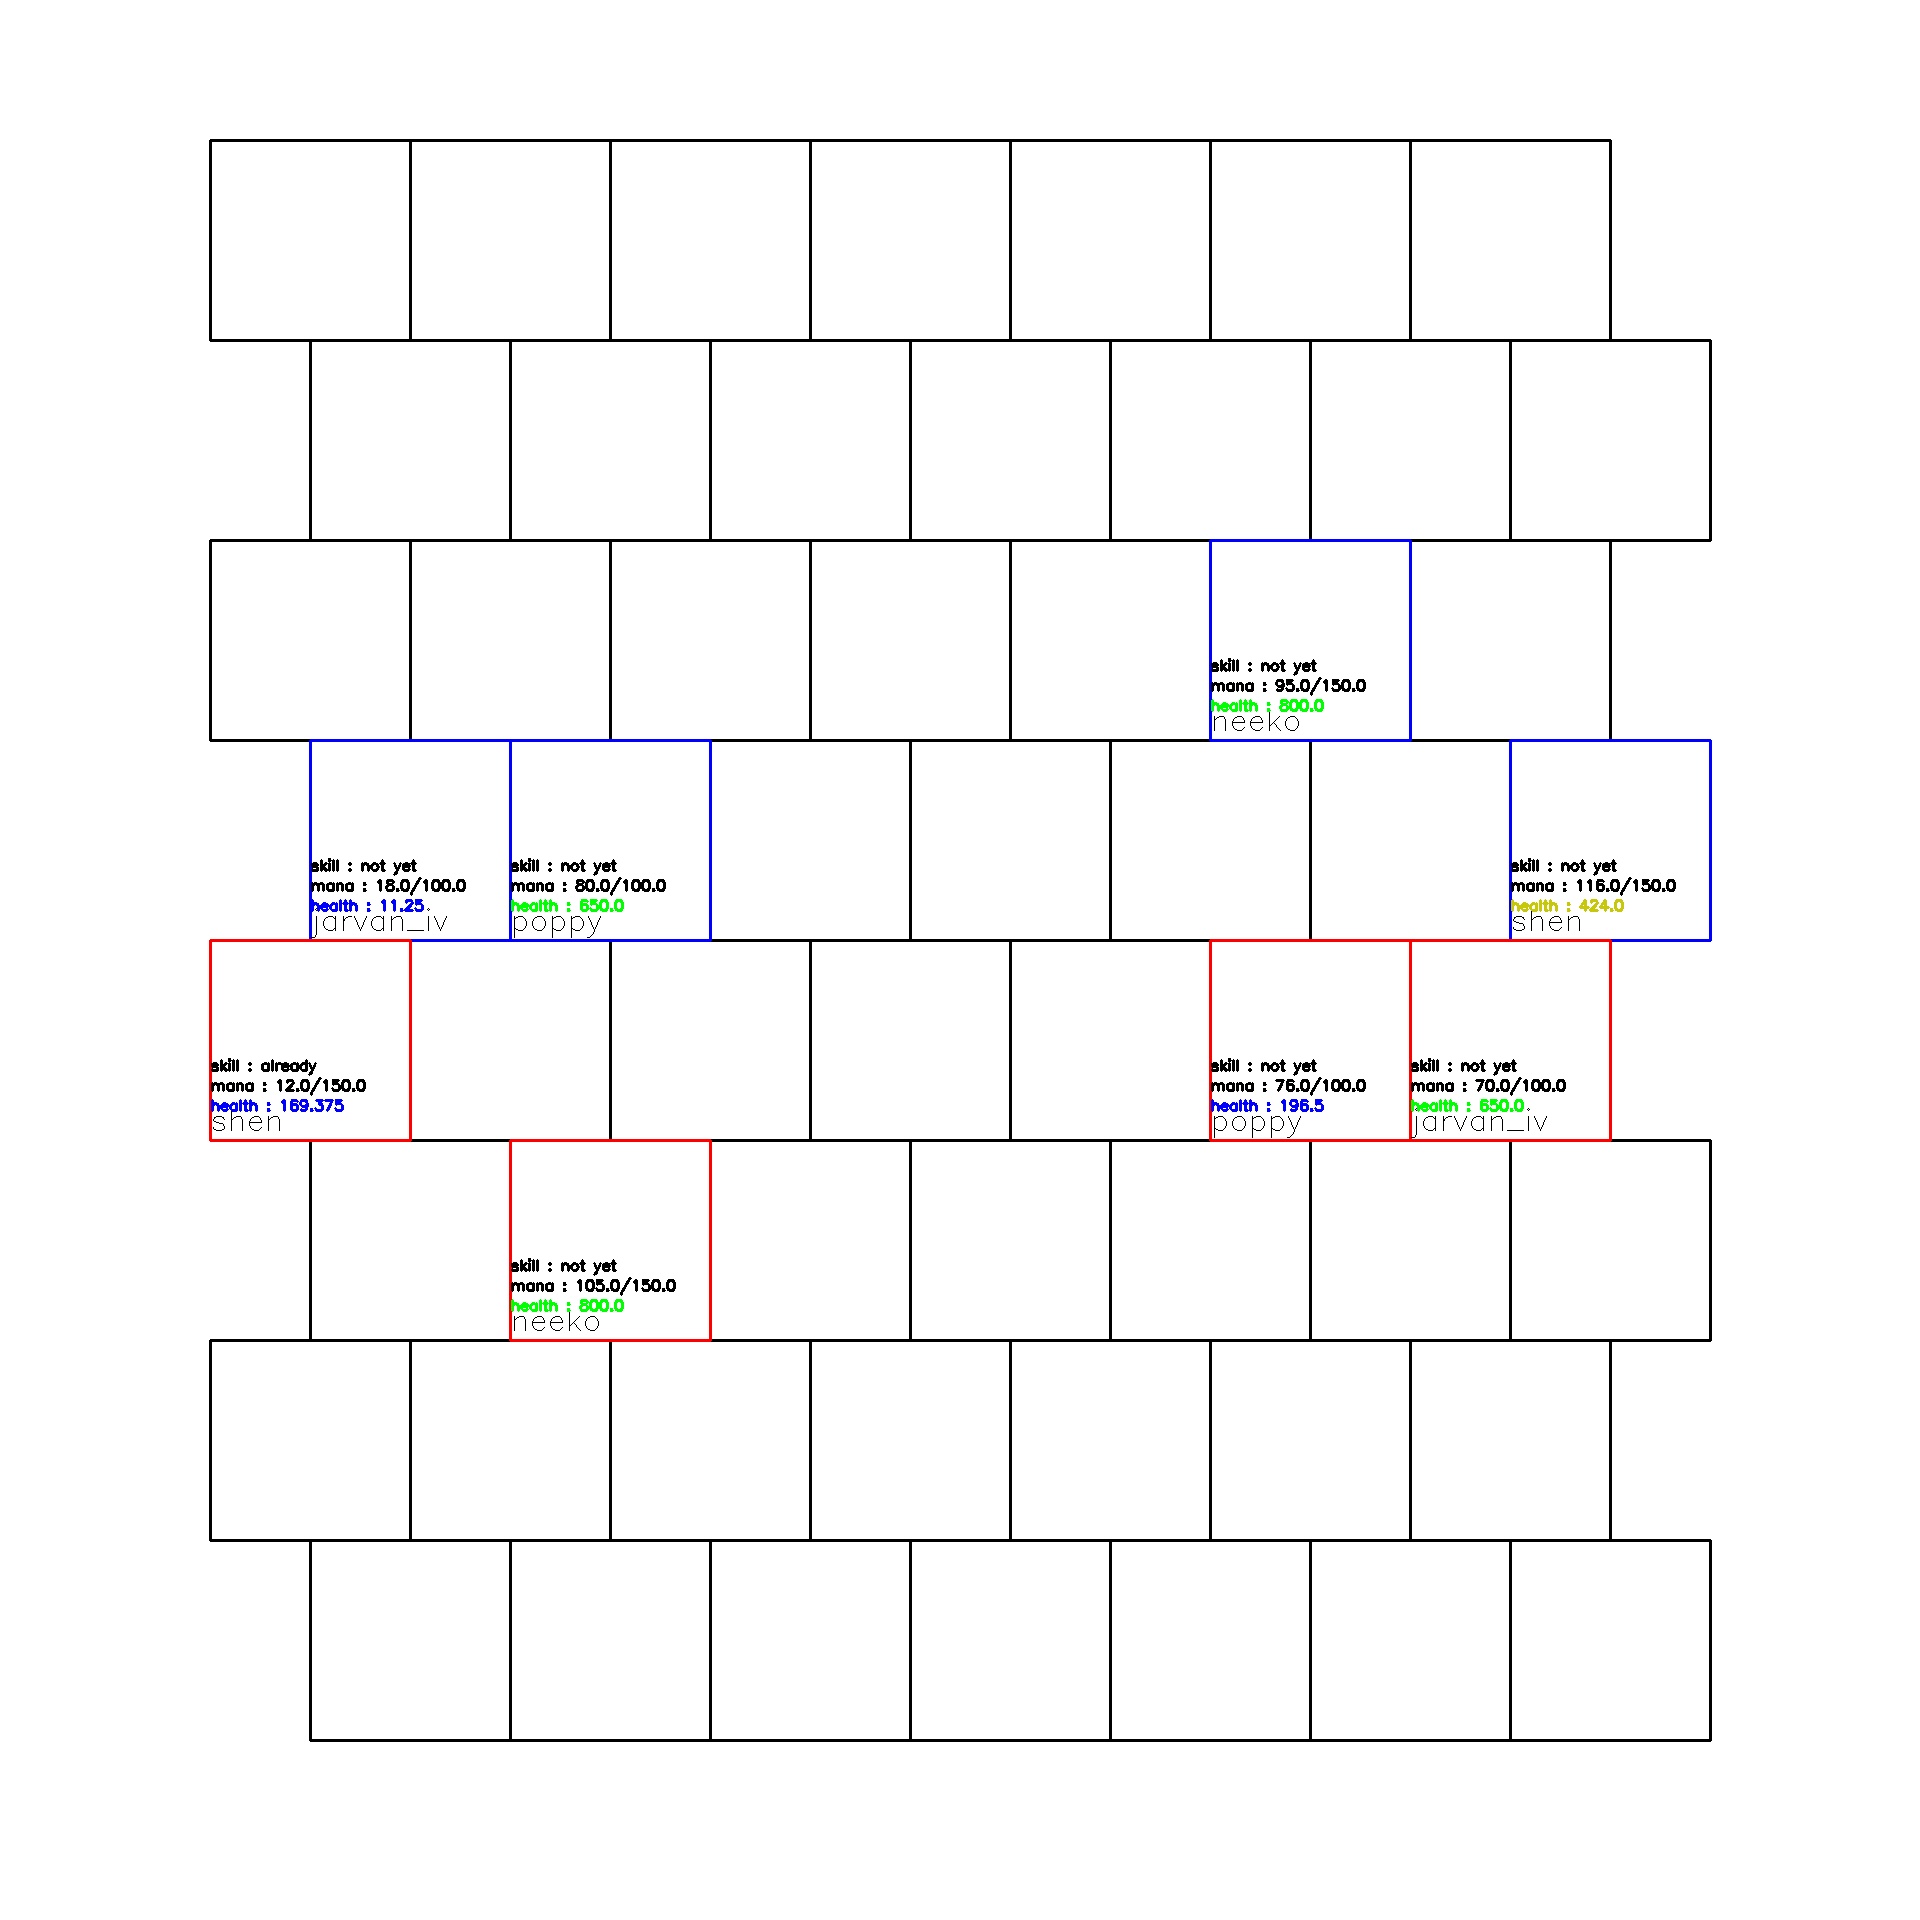 skill : not yet
mana : 95.0/150.0
health : 800.0
neeko
skill : not yet
mana : 18.0/100.0
health : 11.25
jarvan_iv
skill : not yet
mana : 80.0/100.0
health : 650.0
poppy
skill : not yet
mana : 116.0/150.0
health : 424.0
shen
skill : already
mana : 12.0/150.0
health : 169.375
shen
skill : not yet
mana : 76.0/100.0
health : 196.5
poppy
skill : not yet
mana : 70.0/100.0
health : 650.0
jarvan_iv
skill : not yet
mana : 105.0/150.0
health : 800.0
neeko